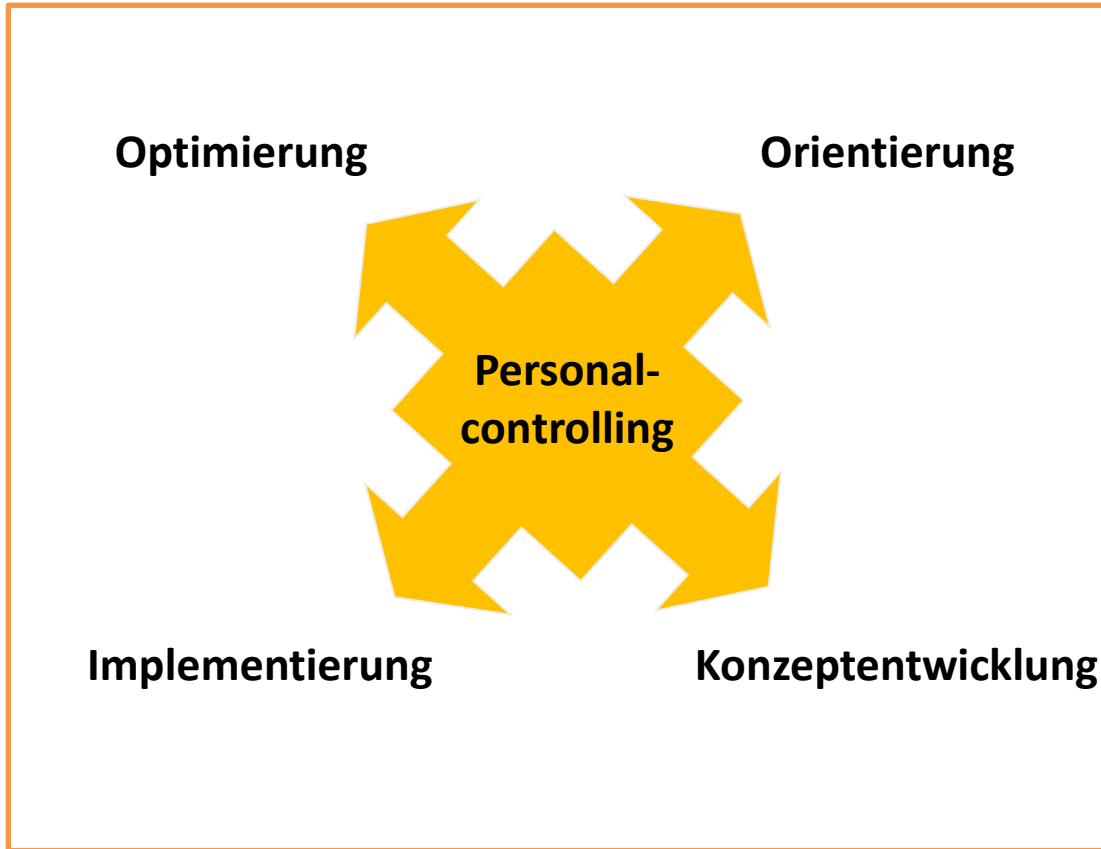 Optimierung
Orientierung
Personal-
controlling
Implementierung
Konzeptentwicklung